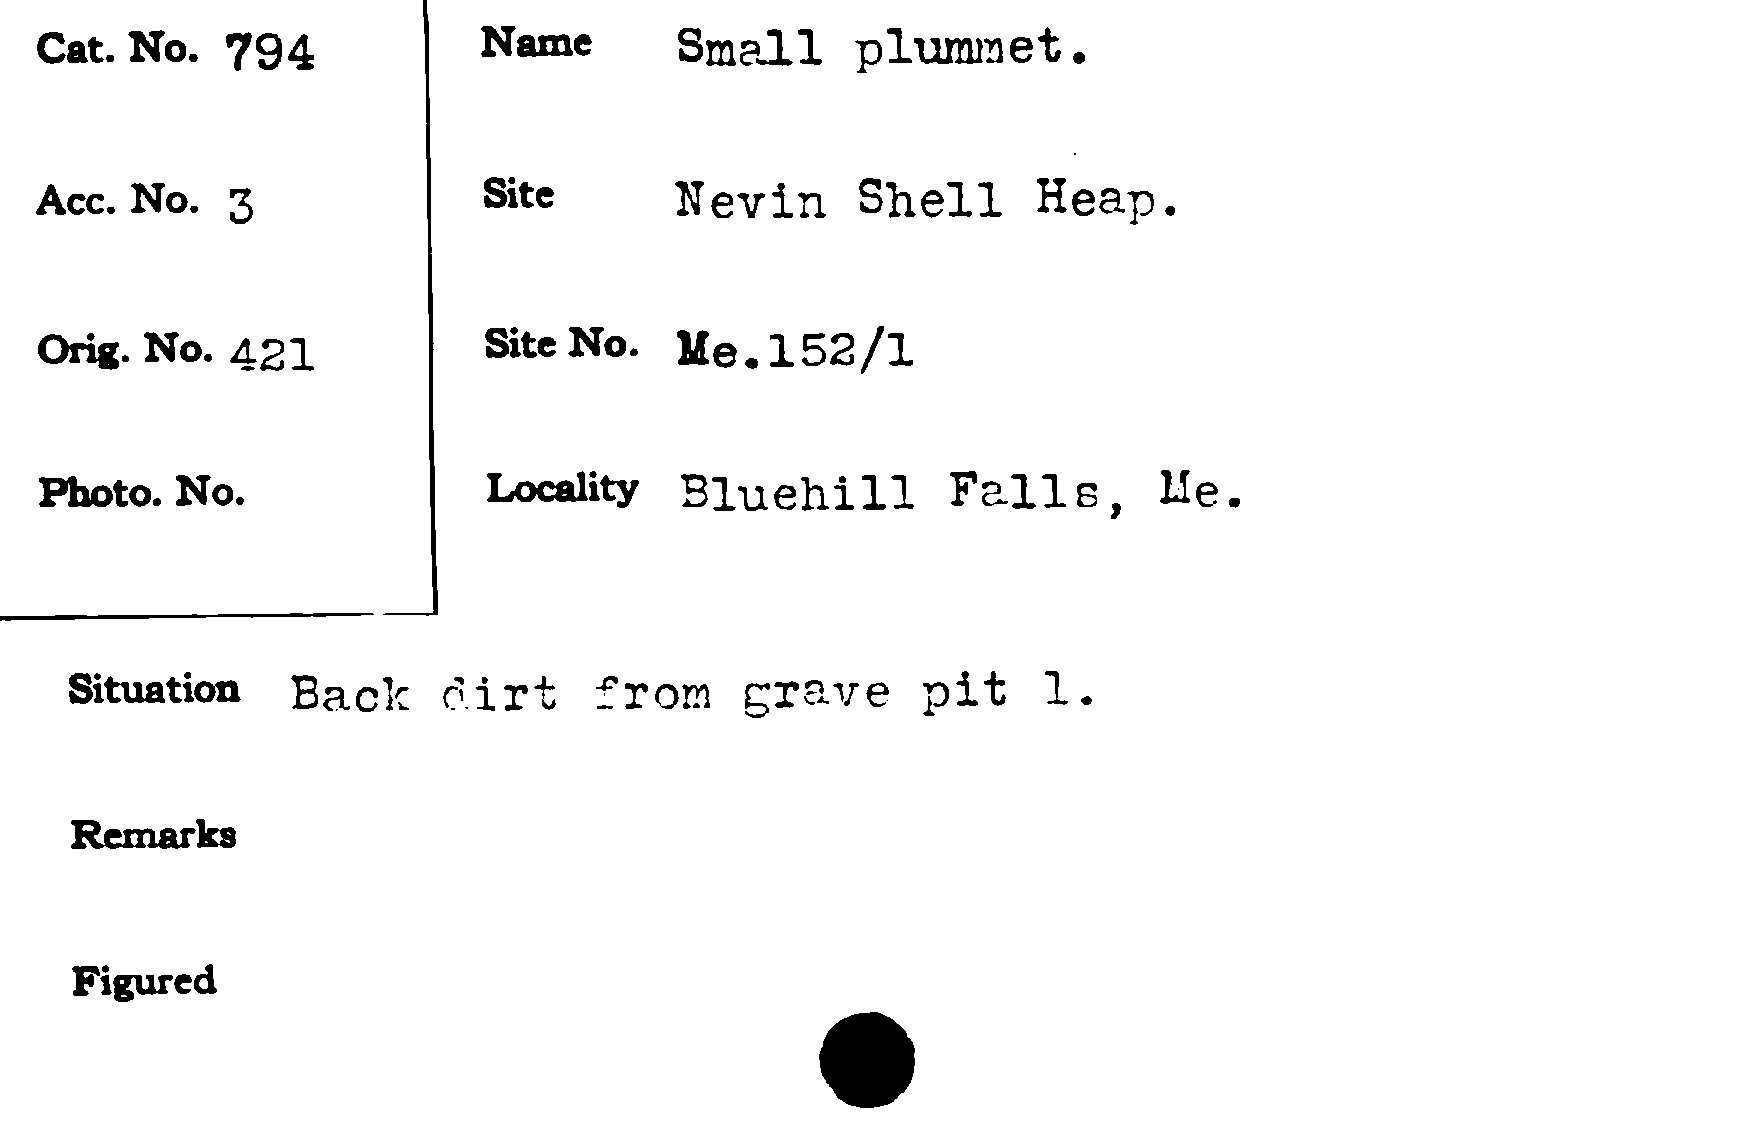 Cat. No. 794
Name Small plummet.
Acc. No. 3
Site Nevin Shell Heap.
Orig. No. 421
Site No. Me.152/1
Photo. No.
Locality Bluehill Falls, Me.
Situation Back dirt from grave pit 1.
Remarks
Figured